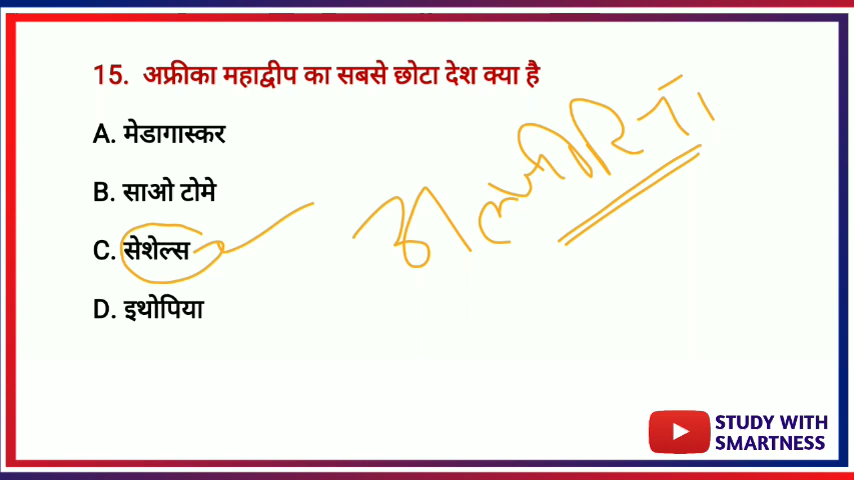 15. अफ्रीका महाद्वीप का सबसे छोटा देश क्या है
A. मेडागास्कर
B. साओ टोमे
C. सेशेल्स
D. इथोपिया
STUDY WITH
SMARTNESS